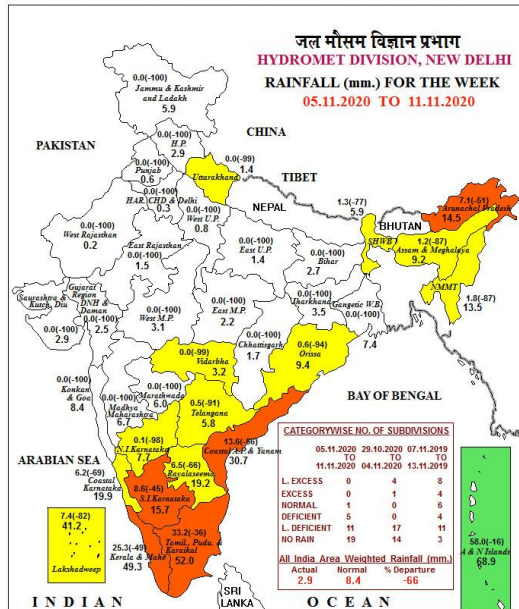 जल मौसम विज्ञान प्रभाग
HYDROMET DIVISION, NEW DELHI
RAINFALL (mm.) FOR THE WEEK
05.11.2020 TO 11.11.2020
0.0(-100)
Jammu & Kashmir
and Ladakh
5.9
CHINA
PAKISTAN
0.0(-100)
H.P.
2.9
0.0(-100)
Punjab
0.6
0.0(-99)
Uttarakhand
1.4
TIBET
0.0(-100)
HAR. CHD & Delhi
0.3
NEPAL
0.0(-100)
West U.P.
0.8
0.0(-100)
West Rajasthan
0.2
0.0(-100)
East Rajasthan
1.5
0.0(-100)
East U.P.
1.4
0.0(-100)
Bihar
2.7
1.3(-77)
5.9
SHWB
BHUTAN
7.1(-51)
Arunachal Pradesh
14.5
1.2(-87)
Assam & Meghalaya
9.2
NMMT
1.8(-87)
13.5
0.0(-100)
Saurashtra &
Kutch, Diu
2.9
0.0(-100)
Gujarat
Region
DNH &
Daman
2.5
0.0(-100)
West M.P.
3.1
0.0(-100)
East M.P.
2.2
0.0(-100)
Jharkhand
3.5
Gangetic W.B.
0.0(-100)
7.4
0.0(-100)
Chhattisgarh
1.7
0.6(-94)
Orissa
9.4
0.0(-99)
Vidarbha
3.2
0.0(-100)
Konkan
& Goa
8.4
0.0(-100)
Madhya
Maharashtra
6.7
0.0(-100)
Marathwada
6.0
0.5(-91)
Telangana
5.8
BAY OF BENGAL
ARABIAN SEA
0.1(-98)
N.I.Karnataka
7.7
13.6(-56)
Coastal A.P. & Yanam
30.7
6.2(-69)
Coastal
Karnataka
19.9
6.5(-66)
Rayalaseema
19.2
8.6(-45)
S.I.Karnataka
15.7
7.4(-82)
41.2
Lakshadweep
25.3(-49)
Kerala & Mahe
49.3
33.2(-36)
Tamil., Pudu. &
Karaikal
52.0
58.0(-16)
A & N Islands
68.9
CATEGORYWISE NO. OF SUBDIVISIONS
05.11.2020 29.10.2020 07.11.2019
TO TO TO
11.11.2020 04.11.2020 13.11.2019
L. EXCESS 0 4 8
EXCESS 0 1 4
NORMAL 1 0 6
DEFICIENT 5 0 4
L. DEFICIENT 11 17 11
NO RAIN 19 14 3
All India Area Weighted Rainfall (mm.)
Actual Normal % Departure
2.9 8.4 -66
SRI
LANKA
INDIAN OCEAN